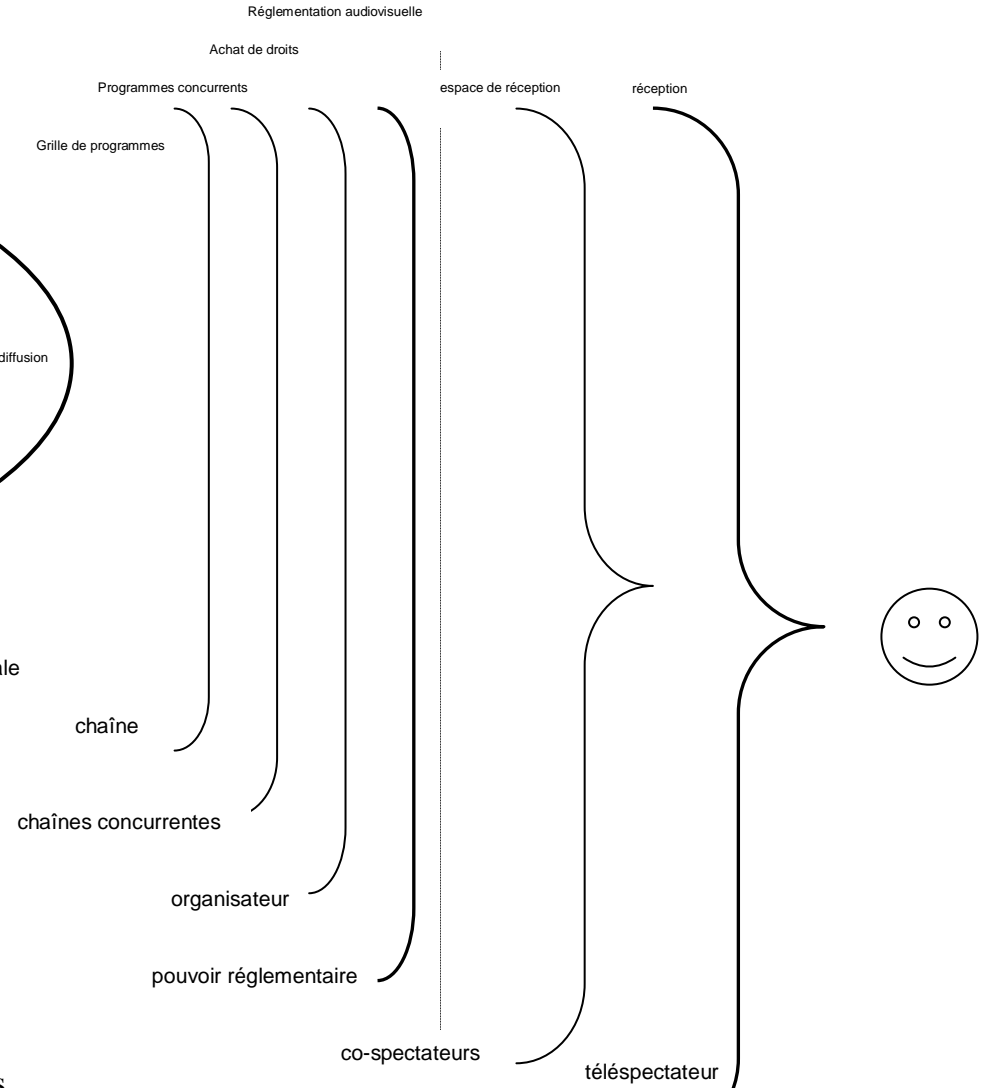 Réglementation audiovisuelle
Achat de droits
Programmes concurrents
espace de réception
réception
Grille de programmes
diffusion
ale
chaîne
chaînes concurrentes
organisateur
pouvoir réglementaire
co-spectateurs
téléspectateur
s